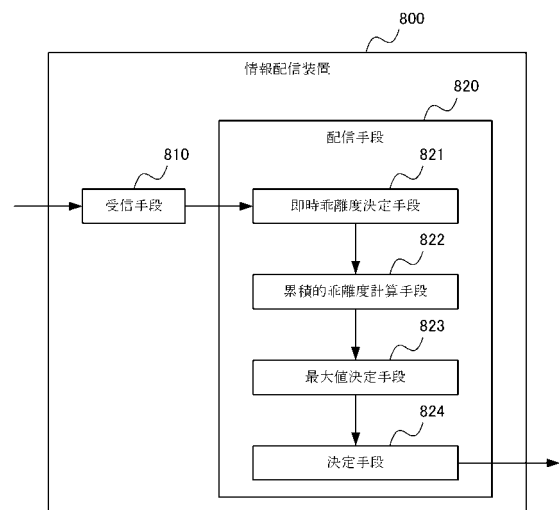 800
情報配信装置
820
配信手段
810
受信手段
821
即時乖離度決定手段
822
累積的乖離度計算手段
823
最大値決定手段
824
決定手段